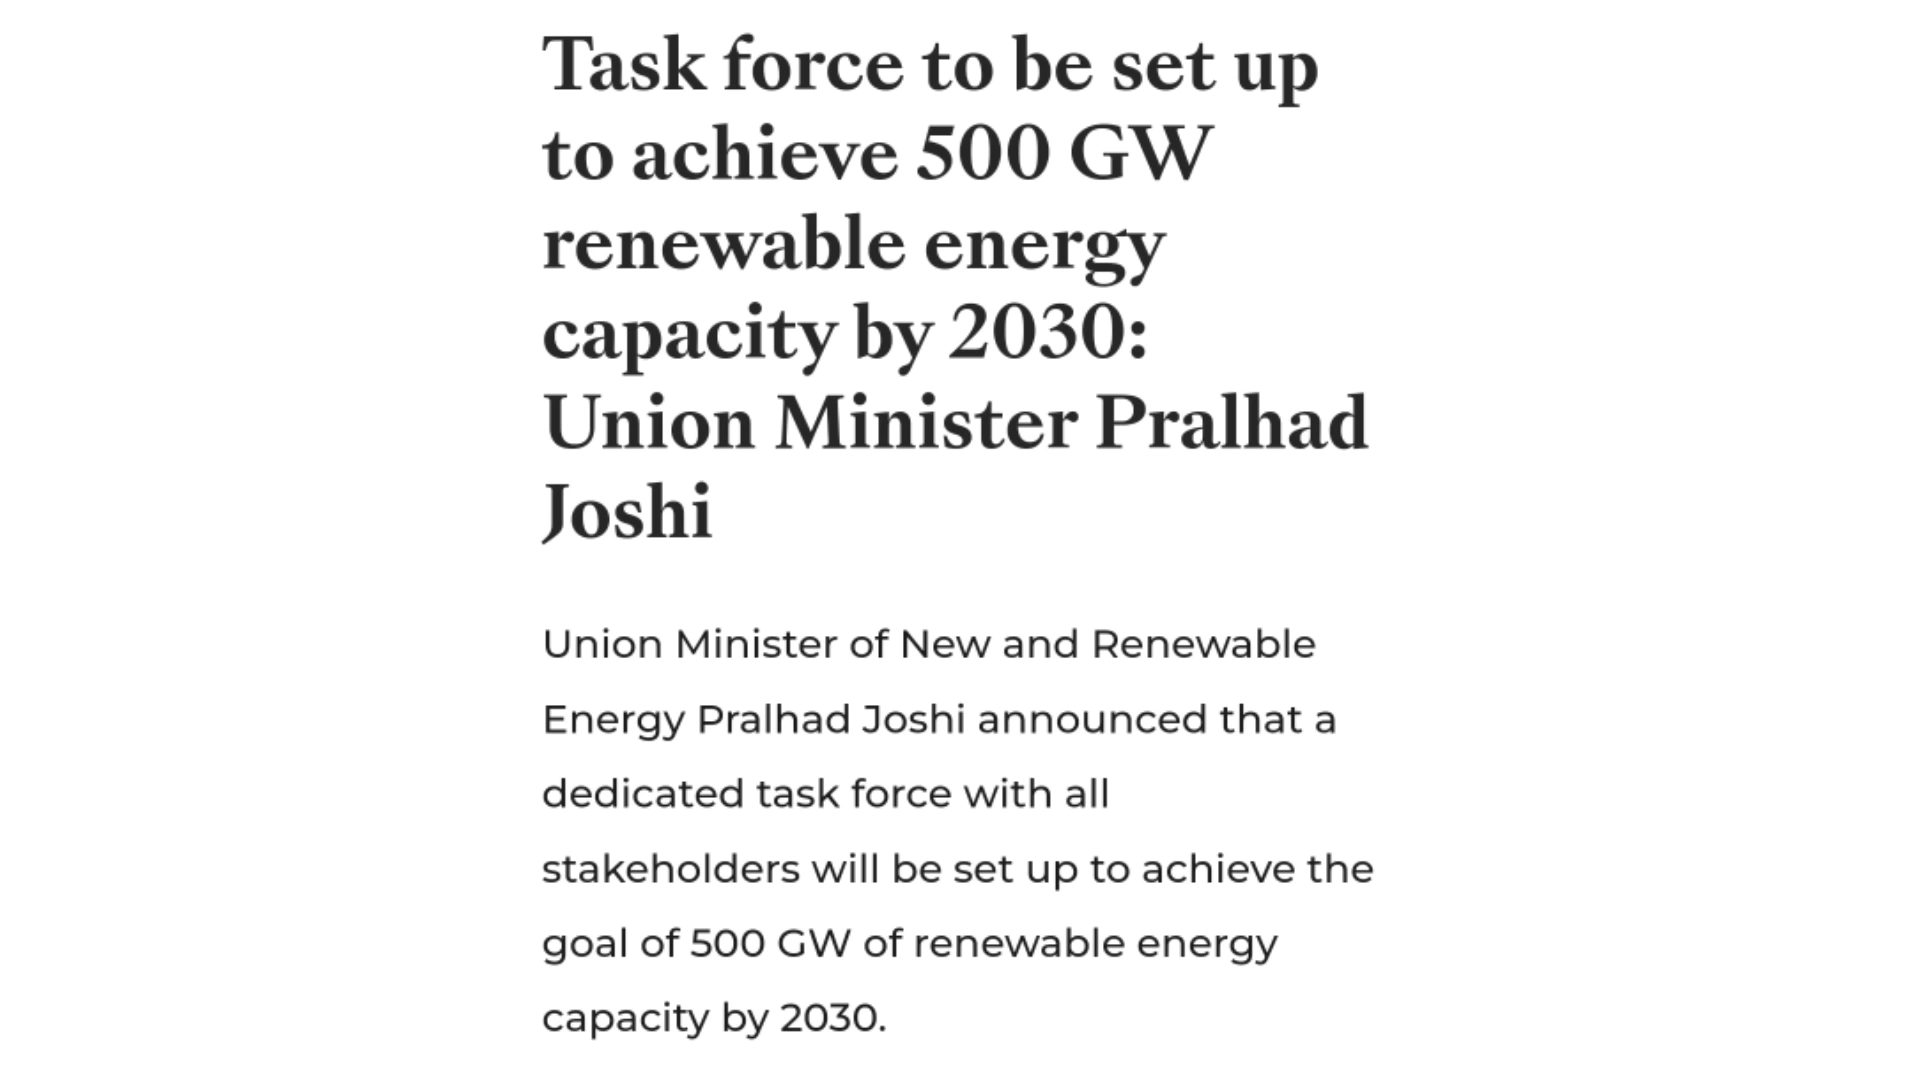 Task force to be set up
to achieve 500 GW
renewable energy
capacity by 2030:
Union Minister Pralhad
Joshi
Union Minister of New and Renewable
Energy Pralhad Joshi announced that a
dedicated task force with all
stakeholders will be set up to achieve the
goal of 500 GW of renewable energy
capacity by 2030.